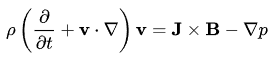 ρ ( ∂/∂t + v · ∇ ) v = J × B − ∇p